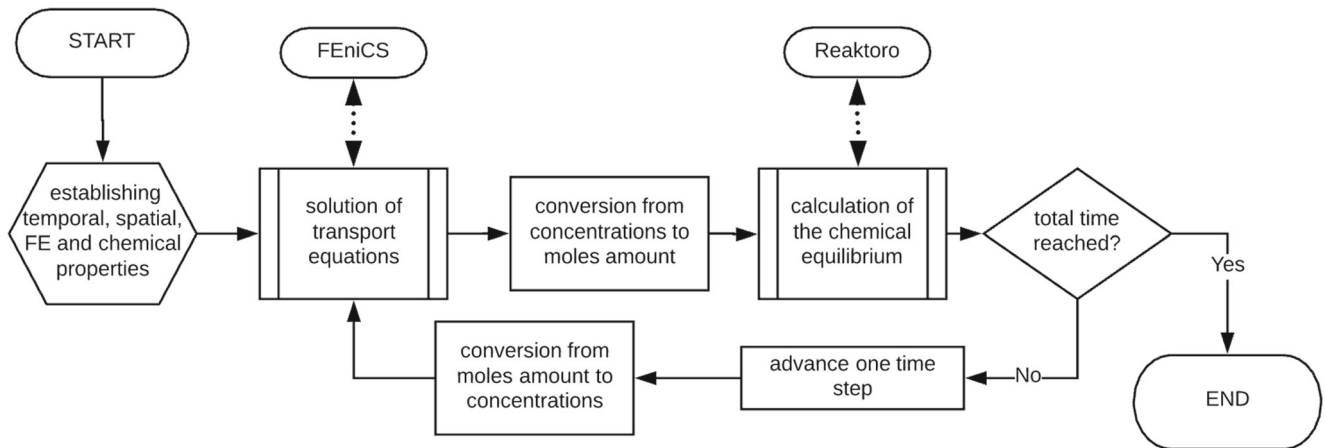 START
FEniCS
Reaktoro
establishing
temporal, spatial,
FE and chemical
properties
solution of
transport
equations
conversion from
concentrations to
moles amount
calculation of
the chemical
equilibrium
total time
reached?
Yes
No
advance one time
step
conversion from
moles amount to
concentrations
END